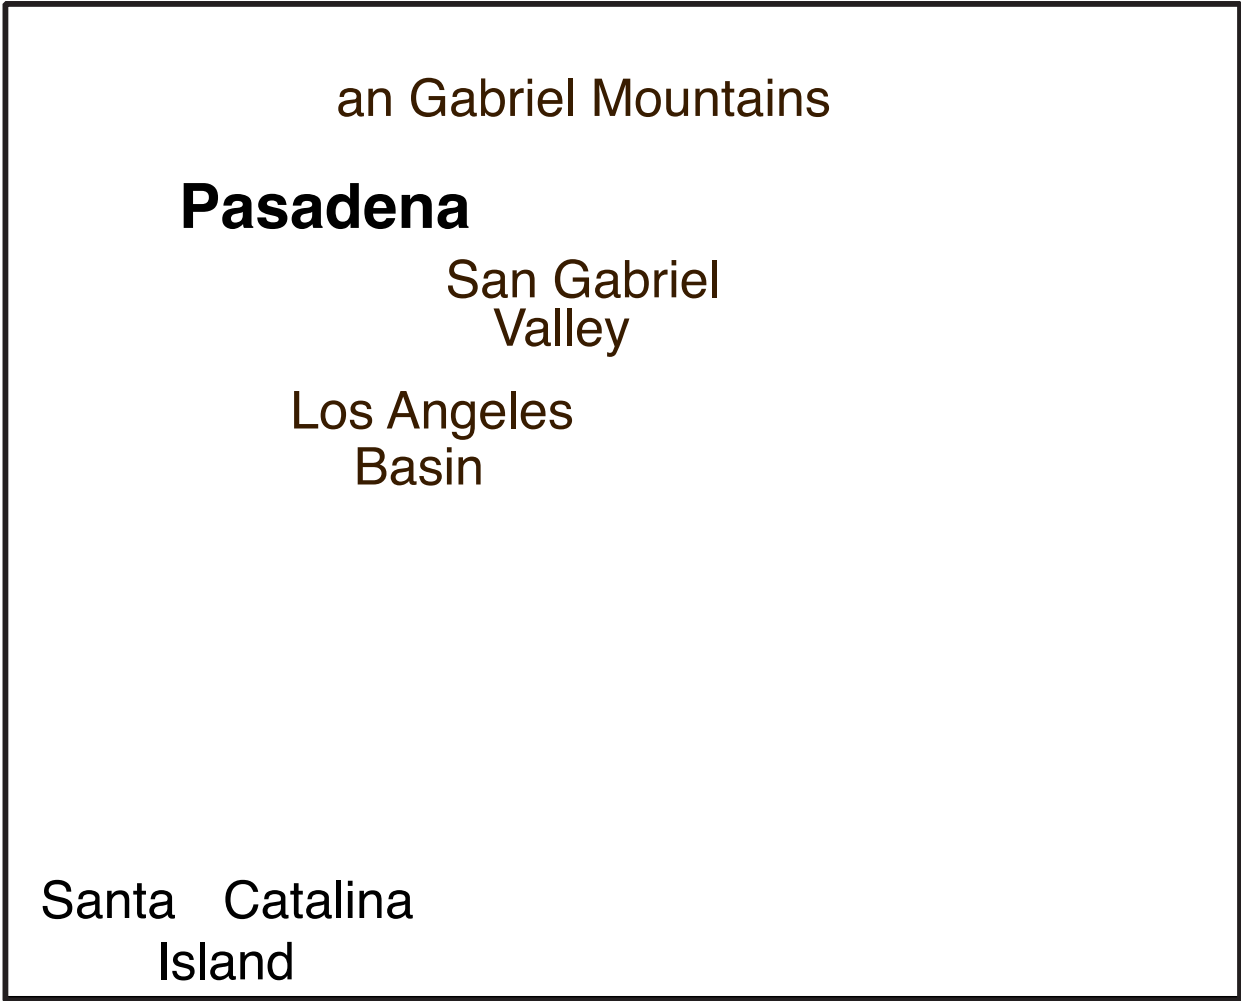 an Gabriel Mountains
Pasadena
San Gabriel
Valley
Los Angeles
Basin
Santa Catalina
Island